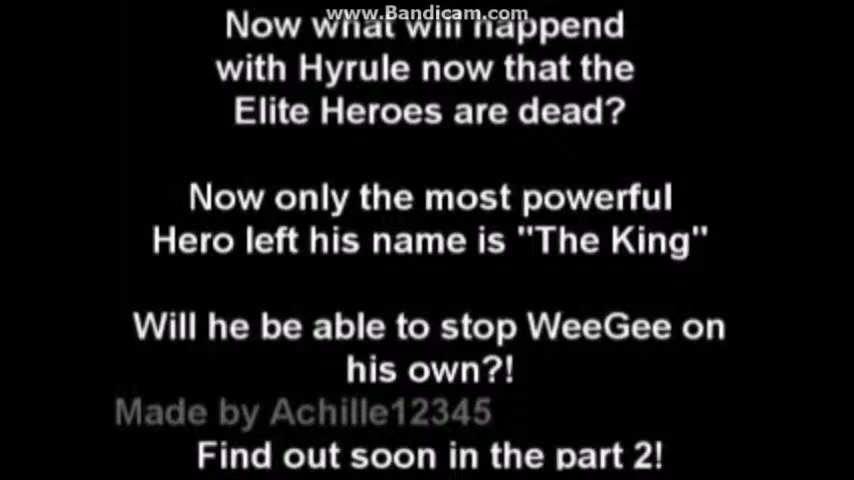 www.Bandicam.com
Now what will happend
with Hyrule now that the
Elite Heroes are dead?
Now only the most powerful
Hero left his name is "The King"
Will he be able to stop WeeGee on
his own?!
Made by Achille12345
Find out soon in the part 2!